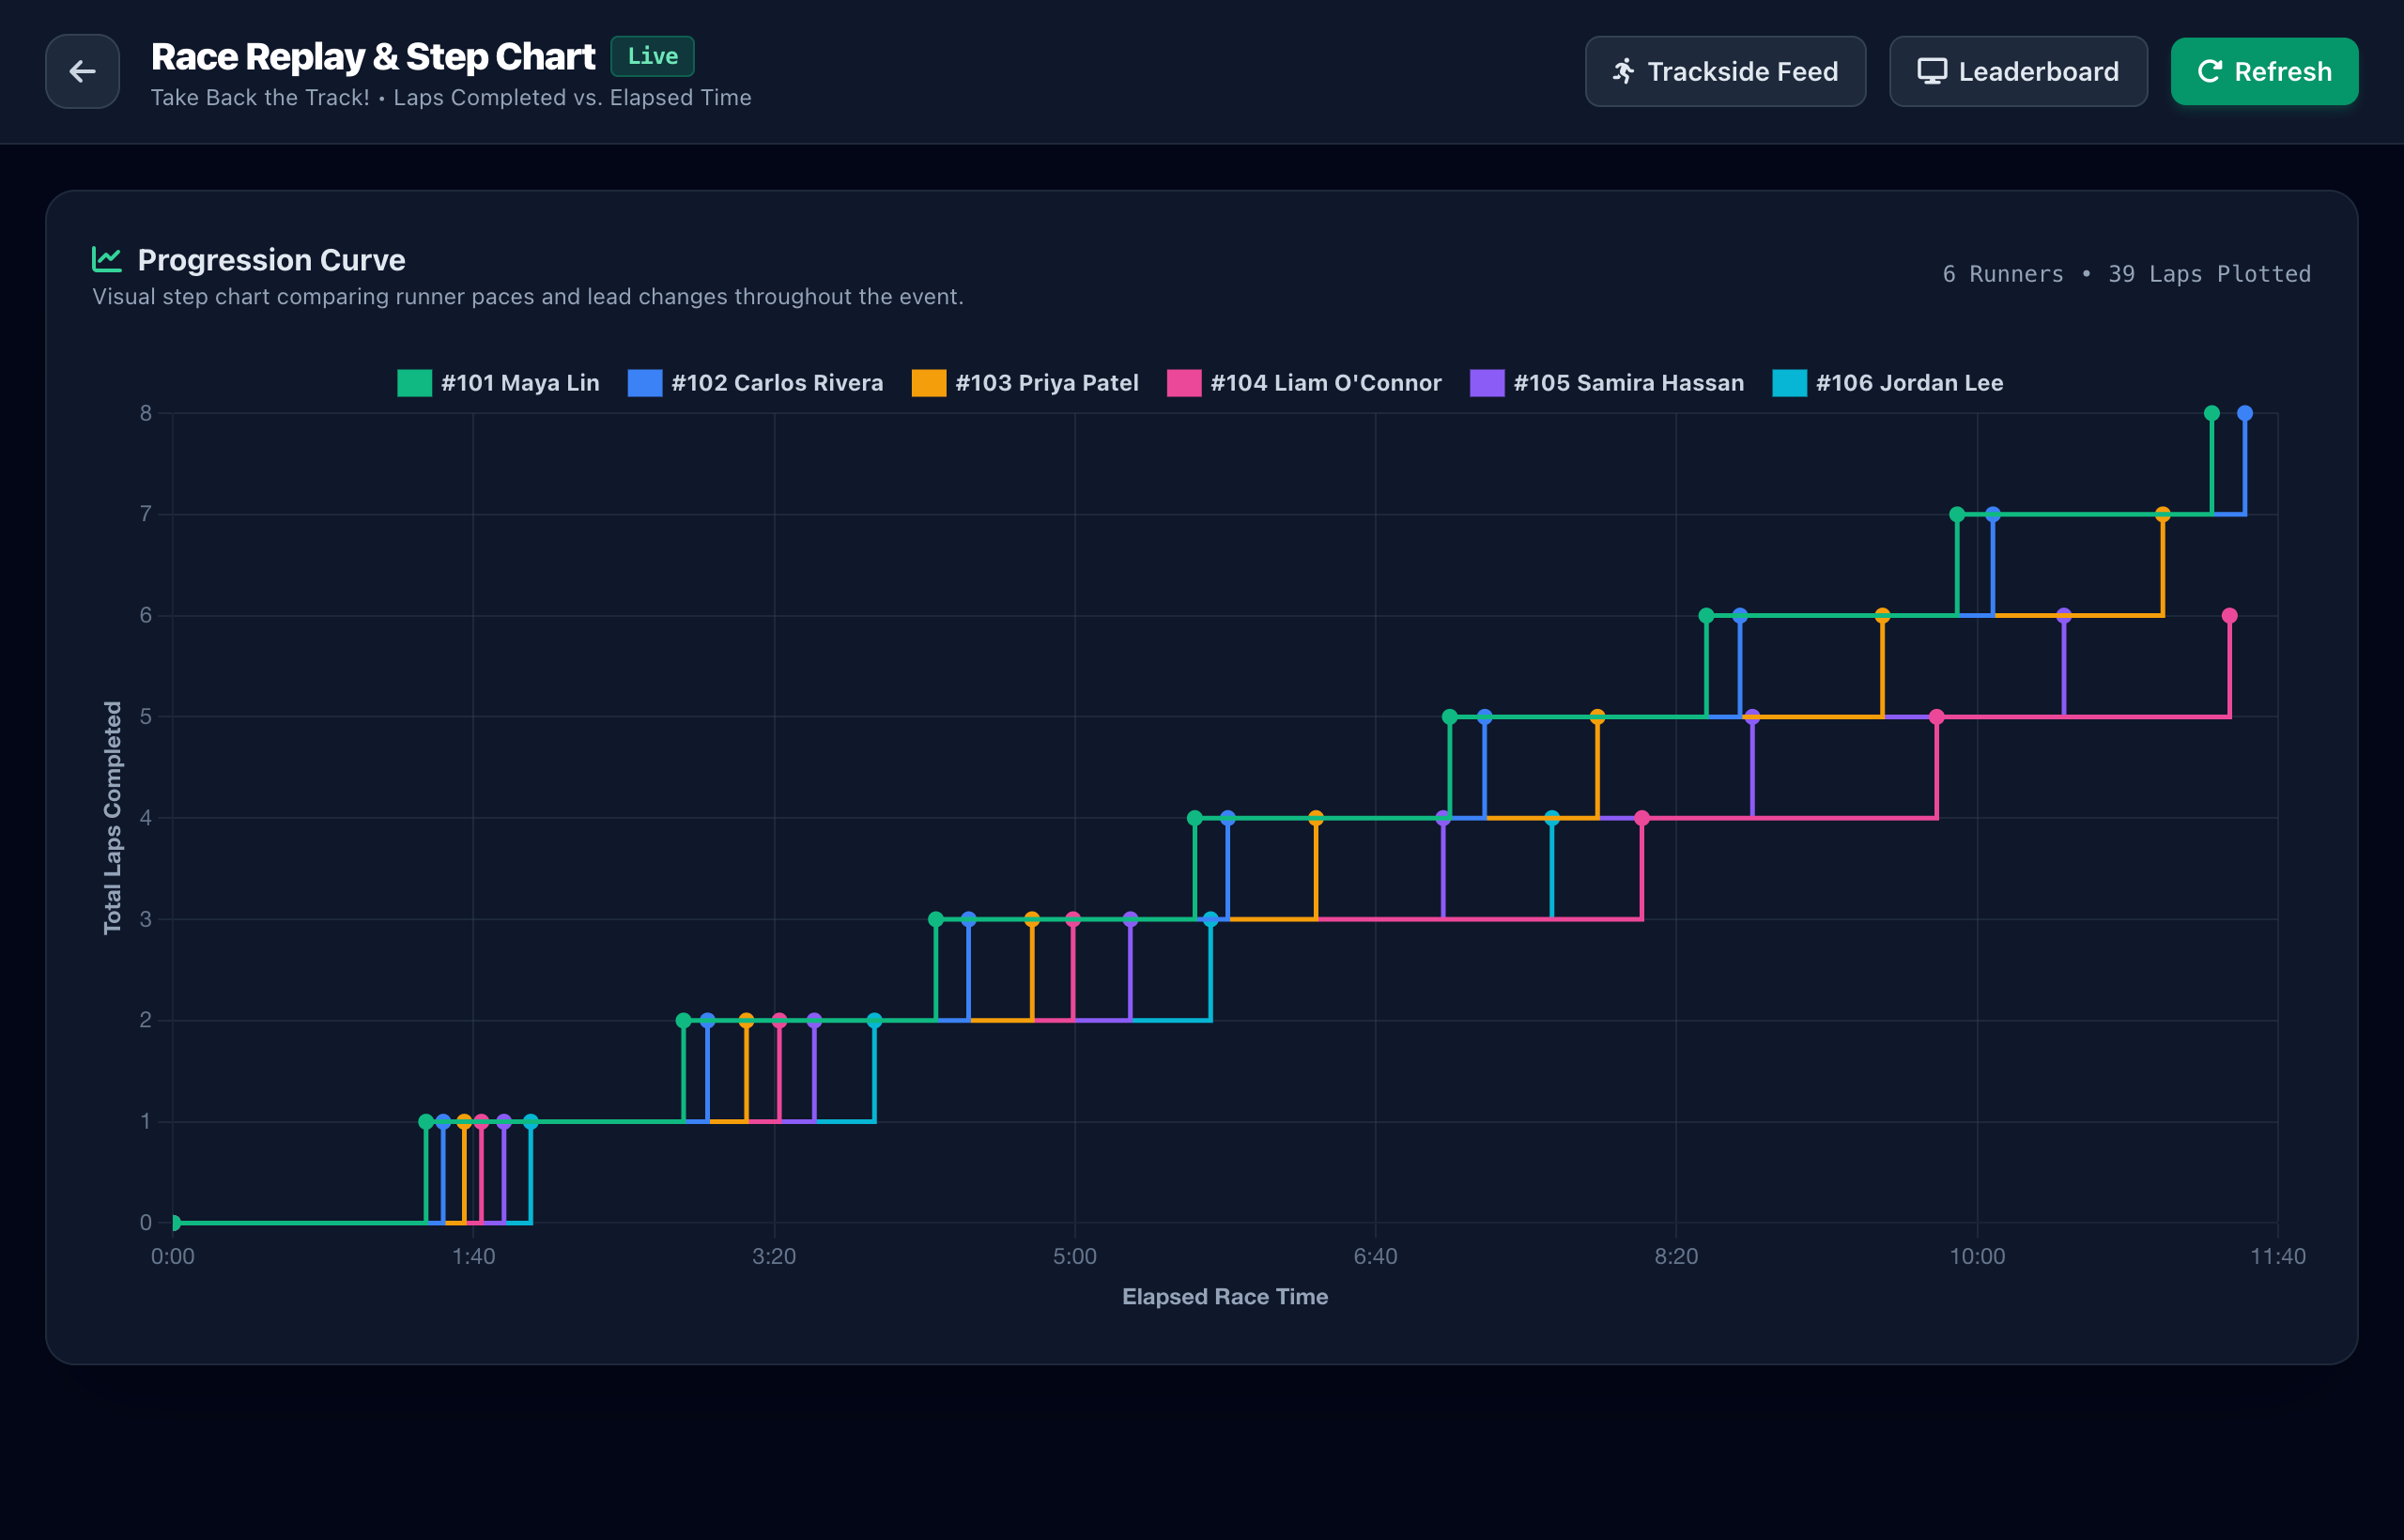 Race Replay & Step Chart Live
Take Back the Track! • Laps Completed vs. Elapsed Time
Trackside Feed
Leaderboard
Refresh
Progression Curve
Visual step chart comparing runner paces and lead changes throughout the event.
6 Runners • 39 Laps Plotted
#101 Maya Lin #102 Carlos Rivera #103 Priya Patel #104 Liam O'Connor #105 Samira Hassan #106 Jordan Lee
Total Laps Completed
8
7
6
5
4
3
2
1
0
0:00 1:40 3:20 5:00 6:40 8:20 10:00 11:40
Elapsed Race Time